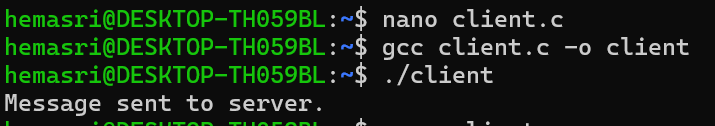 hemasri@DESKTOP-TH059BL:~$ nano client.c
hemasri@DESKTOP-TH059BL:~$ gcc client.c -o client
hemasri@DESKTOP-TH059BL:~$ ./client
Message sent to server.